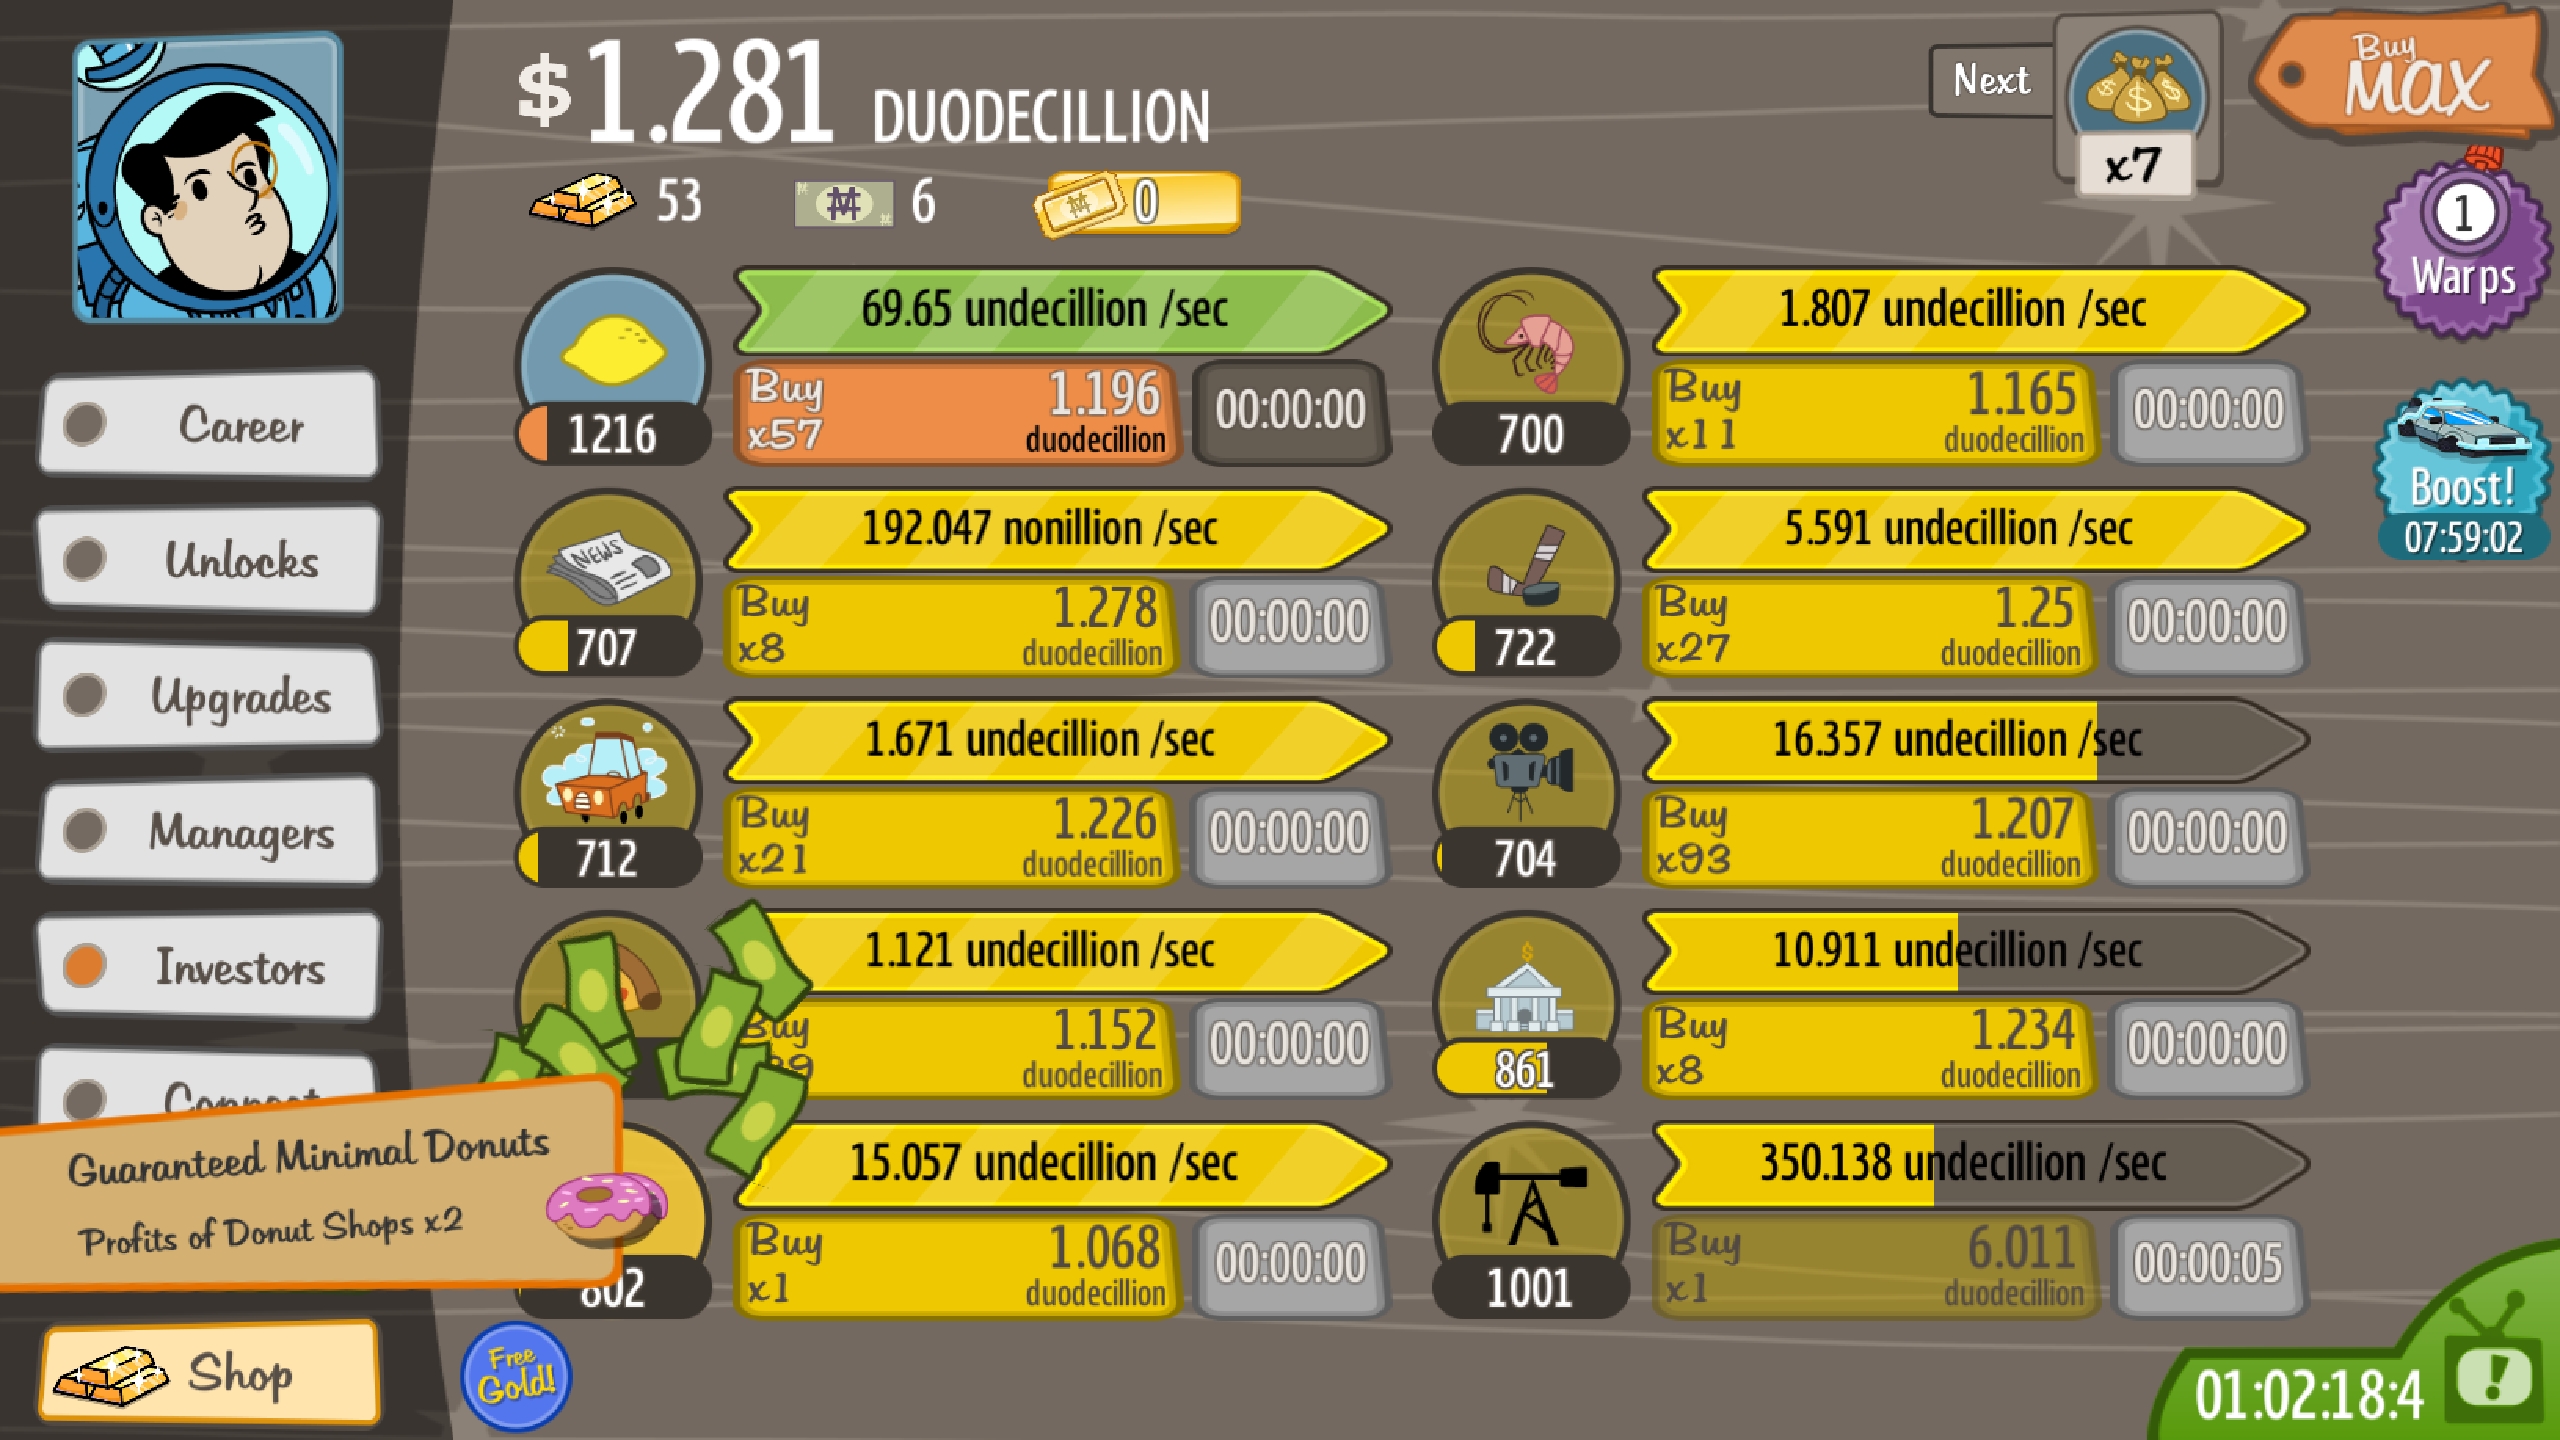 $1.281 DUODECILLION
53
6
0
Next
x7
Buy
MAX
1
Warps
Boost!
07:59:02
Career
Unlocks
Upgrades
Managers
Investors
Connect
Guaranteed Minimal Donuts
Profits of Donut Shops x2
Shop
Free
Gold!
69.65 undecillion /sec
Buy
x57
1.196
duodecillion
00:00:00
1216
192.047 nonillion /sec
Buy
x8
1.278
duodecillion
00:00:00
NEWS
707
1.671 undecillion /sec
Buy
x21
1.226
duodecillion
00:00:00
712
1.121 undecillion /sec
Buy
1.152
duodecillion
00:00:00
15.057 undecillion /sec
Buy
x1
1.068
duodecillion
00:00:00
802
1.807 undecillion /sec
Buy
x11
1.165
duodecillion
00:00:00
700
5.591 undecillion /sec
Buy
x27
1.25
duodecillion
00:00:00
722
16.357 undecillion /sec
Buy
x93
1.207
duodecillion
00:00:00
704
10.911 undecillion /sec
Buy
x8
1.234
duodecillion
00:00:00
861
350.138 undecillion /sec
Buy
x1
6.011
duodecillion
00:00:05
1001
01:02:18:4